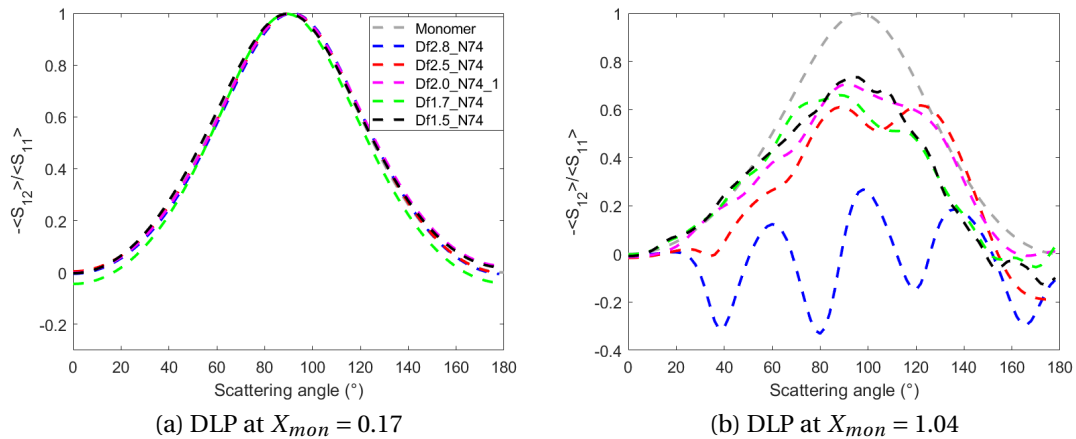 1
0.8
0.6
0.4
0.2
0
-0.2
-<S12>/<S11>
0 20 40 60 80 100 120 140 160 180
Scattering angle (°)
Monomer
Df2.8_N74
Df2.5_N74
Df2.0_N74_1
Df1.7_N74
Df1.5_N74
(a) DLP at Xmon = 0.17
1
0.8
0.6
0.4
0.2
0
-0.2
-0.4
-<S12>/<S11>
0 20 40 60 80 100 120 140 160 180
Scattering angle (°)
(b) DLP at Xmon = 1.04